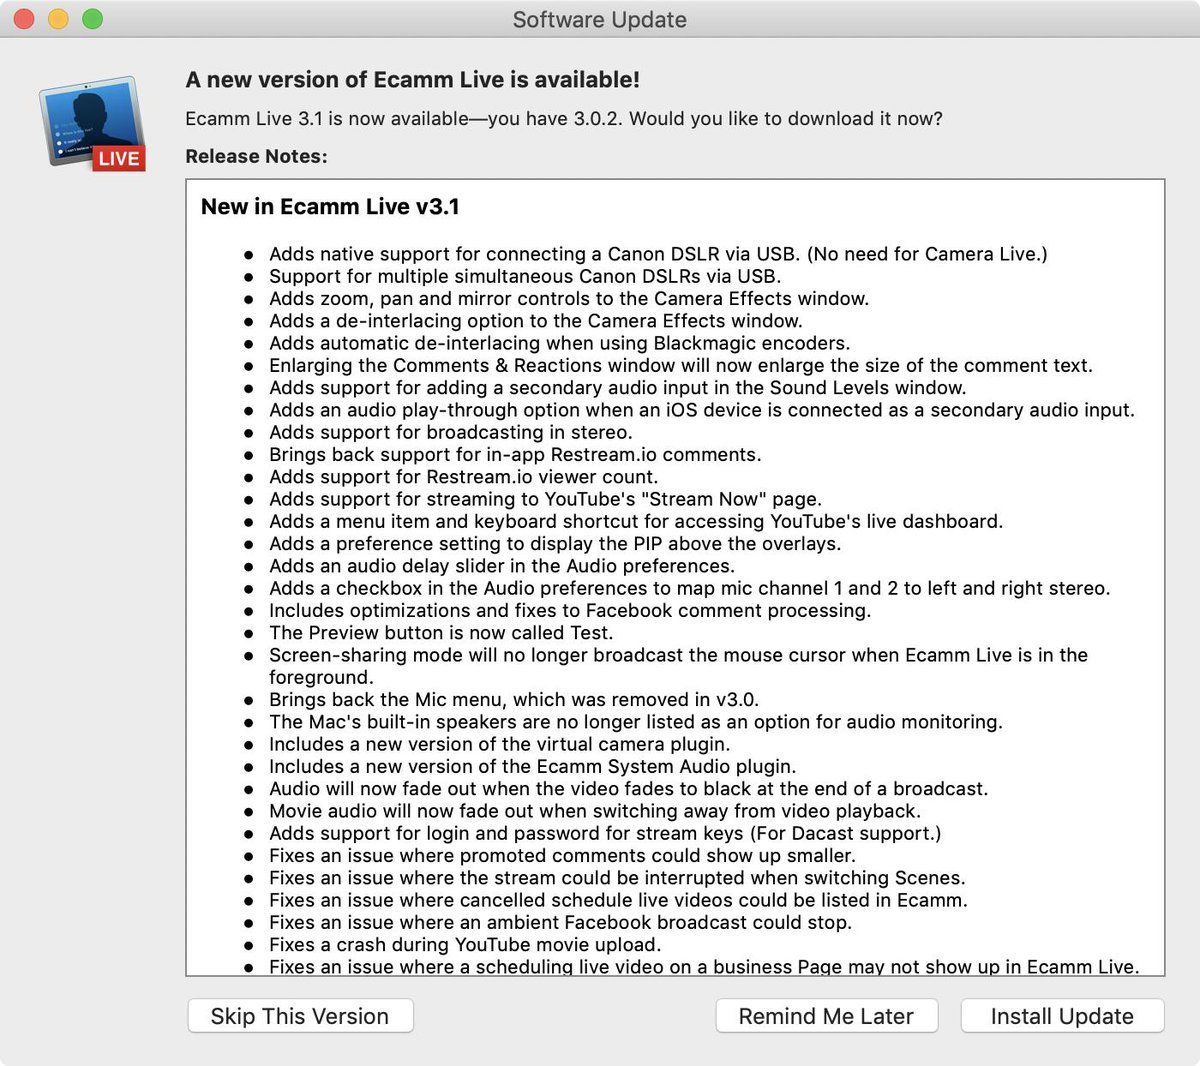 Software Update
A new version of Ecamm Live is available!
Ecamm Live 3.1 is now available—you have 3.0.2. Would you like to download it now?
LIVE
Release Notes:
New in Ecamm Live v3.1
● Adds native support for connecting a Canon DSLR via USB. (No need for Camera Live.)
● Support for multiple simultaneous Canon DSLRs via USB.
● Adds zoom, pan and mirror controls to the Camera Effects window.
● Adds a de-interlacing option to the Camera Effects window.
● Adds automatic de-interlacing when using Blackmagic encoders.
● Enlarging the Comments & Reactions window will now enlarge the size of the comment text.
● Adds support for adding a secondary audio input in the Sound Levels window.
● Adds an audio play-through option when an iOS device is connected as a secondary audio input.
● Adds support for broadcasting in stereo.
● Brings back support for in-app Restream.io comments.
● Adds support for Restream.io viewer count.
● Adds support for streaming to YouTube's "Stream Now" page.
● Adds a menu item and keyboard shortcut for accessing YouTube's live dashboard.
● Adds a preference setting to display the PIP above the overlays.
● Adds an audio delay slider in the Audio preferences.
● Adds a checkbox in the Audio preferences to map mic channel 1 and 2 to left and right stereo.
● Includes optimizations and fixes to Facebook comment processing.
● The Preview button is now called Test.
● Screen-sharing mode will no longer broadcast the mouse cursor when Ecamm Live is in the
foreground.
● Brings back the Mic menu, which was removed in v3.0.
● The Mac's built-in speakers are no longer listed as an option for audio monitoring.
● Includes a new version of the virtual camera plugin.
● Includes a new version of the Ecamm System Audio plugin.
● Audio will now fade out when the video fades to black at the end of a broadcast.
● Movie audio will now fade out when switching away from video playback.
● Adds support for login and password for stream keys (For Dacast support.)
● Fixes an issue where promoted comments could show up smaller.
● Fixes an issue where the stream could be interrupted when switching Scenes.
● Fixes an issue where cancelled schedule live videos could be listed in Ecamm.
● Fixes an issue where an ambient Facebook broadcast could stop.
● Fixes a crash during YouTube movie upload.
● Fixes an issue where a scheduling live video on a business Page may not show up in Ecamm Live.
Skip This Version
Remind Me Later
Install Update